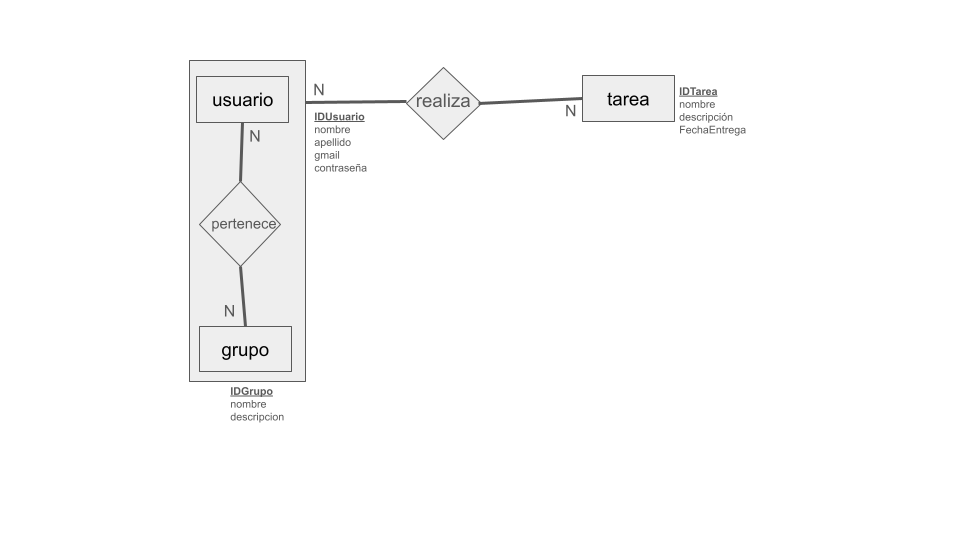 usuario
N
realiza
N
tarea
IDTarea
nombre
descripción
FechaEntrega
IDUsuario
nombre
apellido
gmail
contraseña
N
pertenece
N
grupo
IDGrupo
nombre
descripcion